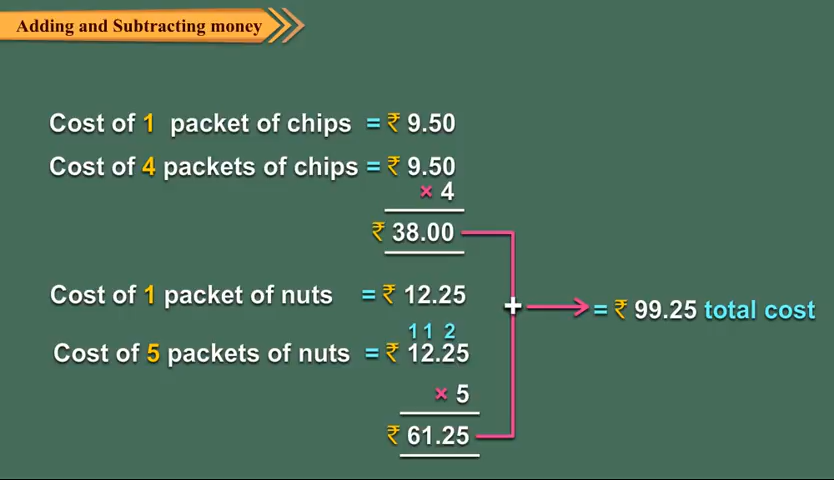 Adding and Subtracting money
Cost of 1 packet of chips = ₹ 9.50
Cost of 4 packets of chips = ₹ 9.50
× 4
₹ 38.00
Cost of 1 packet of nuts = ₹ 12.25
+
= ₹ 99.25 total cost
1 1 2
Cost of 5 packets of nuts = ₹ 12.25
× 5
₹ 61.25